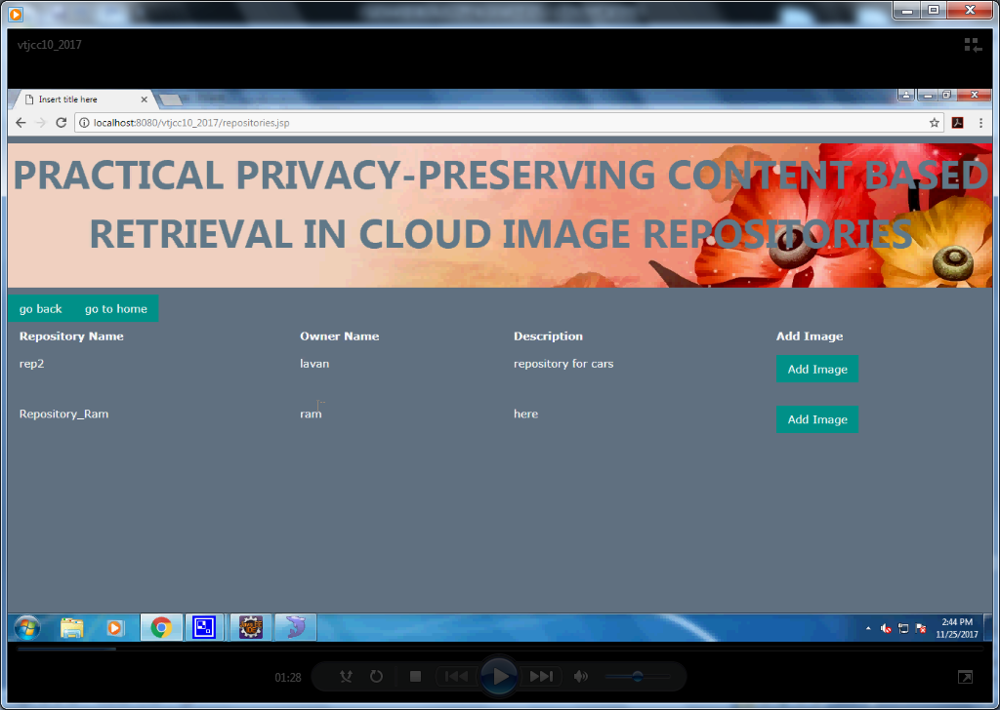 vtjcc10_2017
Insert title here
localhost:8080/vtjcc10_2017/repositories.jsp
PRACTICAL PRIVACY-PRESERVING CONTENT BASED
RETRIEVAL IN CLOUD IMAGE REPOSITORIES
go back go to home
Repository Name Owner Name Description Add Image
rep2 lavan repository for cars Add Image
Repository_Ram ram here Add Image
2:44 PM
11/25/2017
01:28